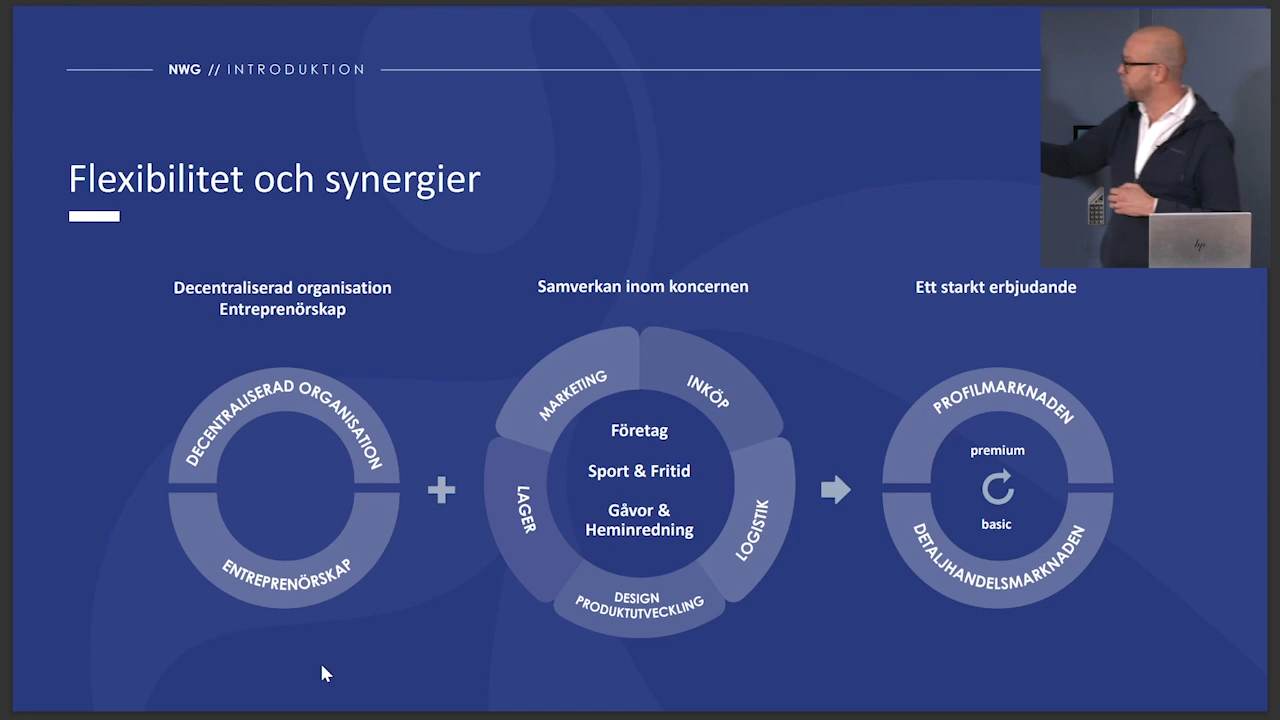 NWG // INTRODUKTION
Flexibilitet och synergier
Decentraliserad organisation
Entreprenörskap
DECENTRALISERAD ORGANISATION
ENTREPRENÖRSKAP
Samverkan inom koncernen
MARKETING
INKÖP
LAGER
LOGISTIK
DESIGN
PRODUKTUTVECKLING
Företag
Sport & Fritid
Gåvor &
Heminredning
Ett starkt erbjudande
PROFILMARKNADEN
premium
basic
DETALJHANDELSMARKNADEN
hp